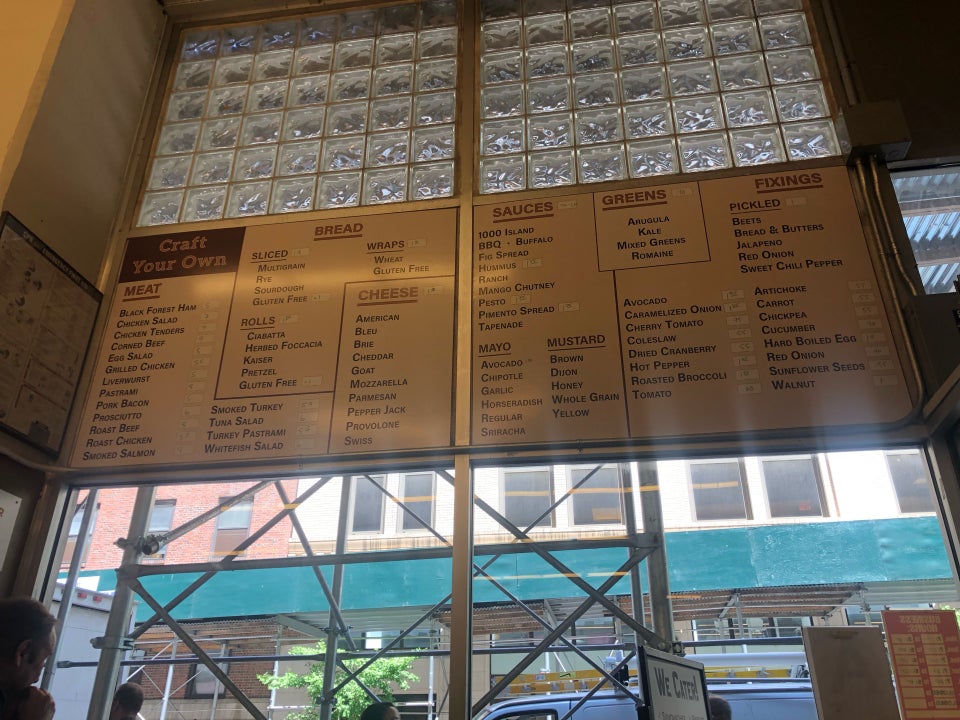 Craft
Your Own
MEAT
BLACK FOREST HAM
CHICKEN SALAD
CHICKEN TENDERS
CORNED BEEF
EGG SALAD
GRILLED CHICKEN
LIVERWURST
PASTRAMI
PORK BACON
PROSCIUTTO
ROAST BEEF
ROAST CHICKEN
SMOKED SALMON
SMOKED TURKEY
TUNA SALAD
TURKEY PASTRAMI
WHITEFISH SALAD
BREAD
SLICED
MULTIGRAIN
RYE
SOURDOUGH
GLUTEN FREE
ROLLS
CIABATTA
HERBED FOCCACIA
KAISER
PRETZEL
GLUTEN FREE
WRAPS
WHEAT
GLUTEN FREE
CHEESE
AMERICAN
BLEU
BRIE
CHEDDAR
GOAT
MOZZARELLA
PARMESAN
PEPPER JACK
PROVOLONE
SWISS
SAUCES
1000 ISLAND
BBQ • BUFFALO
FIG SPREAD
HUMMUS
RANCH
MANGO CHUTNEY
PESTO
PIMENTO SPREAD
TAPENADE
MAYO
AVOCADO
CHIPOTLE
GARLIC
HORSERADISH
REGULAR
SRIRACHA
MUSTARD
BROWN
DIJON
HONEY
WHOLE GRAIN
YELLOW
GREENS
ARUGULA
KALE
MIXED GREENS
ROMAINE
FIXINGS
PICKLED
BEETS
BREAD & BUTTERS
JALAPENO
RED ONION
SWEET CHILI PEPPER
AVOCADO
CARAMELIZED ONION
CHERRY TOMATO
COLESLAW
DRIED CRANBERRY
HOT PEPPER
ROASTED BROCCOLI
TOMATO
ARTICHOKE
CARROT
CHICKPEA
CUCUMBER
HARD BOILED EGG
RED ONION
SUNFLOWER SEEDS
WALNUT
WE CATER!
BUSINESS
HOURS